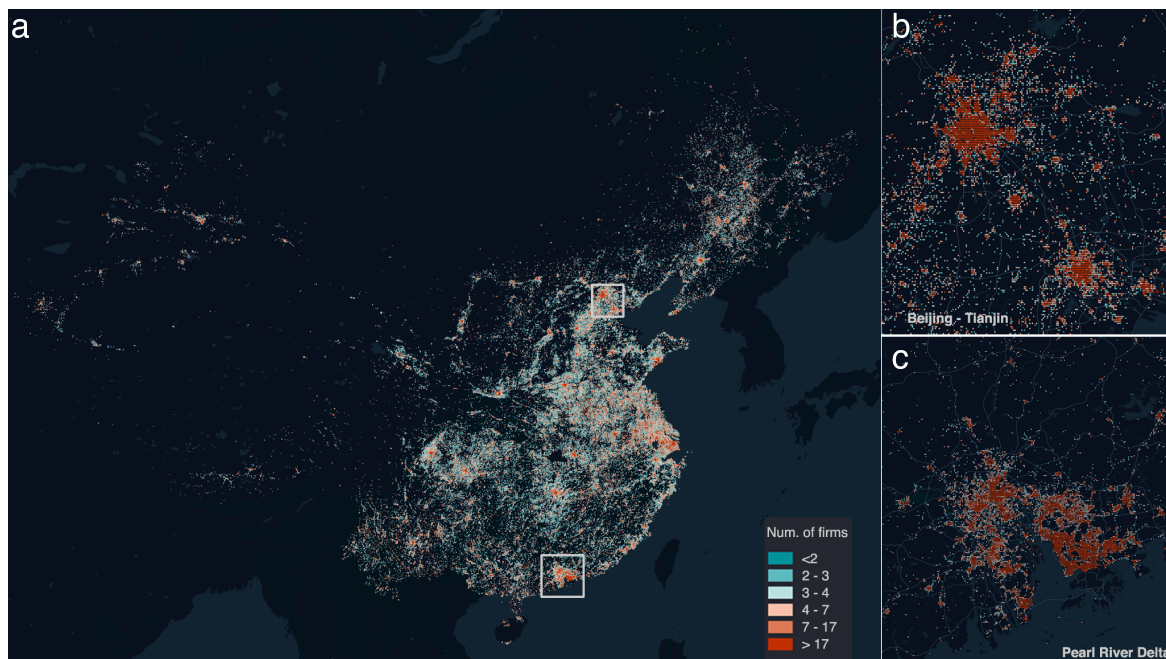 a
b
Beijing - Tianjin
c
Num. of firms
<2
2 - 3
3 - 4
4 - 7
7 - 17
> 17
Pearl River Delta